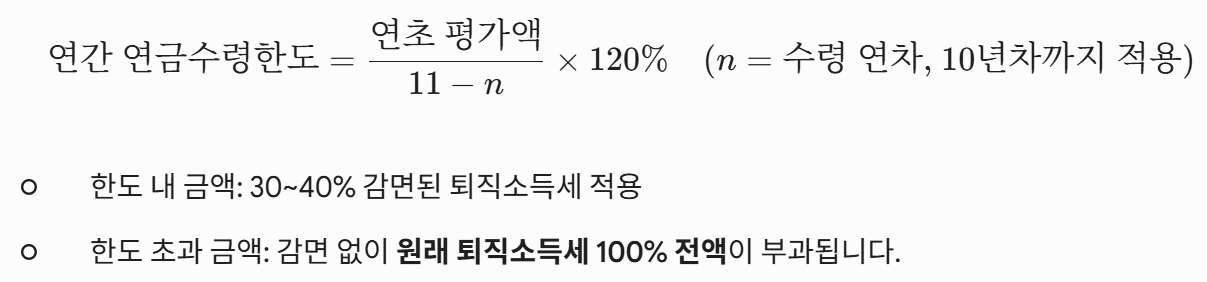 연간 연금수령한도 = 연초 평가액 / (11 − n) × 120% (n = 수령 연차, 10년차까지 적용)
한도 내 금액: 30~40% 감면된 퇴직소득세 적용
한도 초과 금액: 감면 없이 원래 퇴직소득세 100% 전액이 부과됩니다.